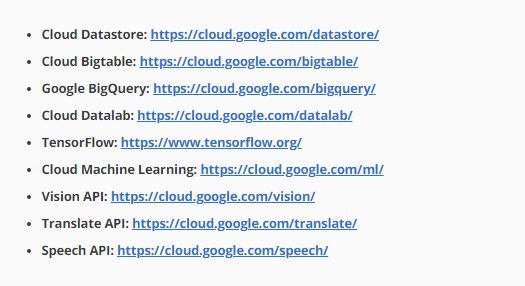 • Cloud Datastore: https://cloud.google.com/datastore/
• Cloud Bigtable: https://cloud.google.com/bigtable/
• Google BigQuery: https://cloud.google.com/bigquery/
• Cloud Datalab: https://cloud.google.com/datalab/
• TensorFlow: https://www.tensorflow.org/
• Cloud Machine Learning: https://cloud.google.com/ml/
• Vision API: https://cloud.google.com/vision/
• Translate API: https://cloud.google.com/translate/
• Speech API: https://cloud.google.com/speech/